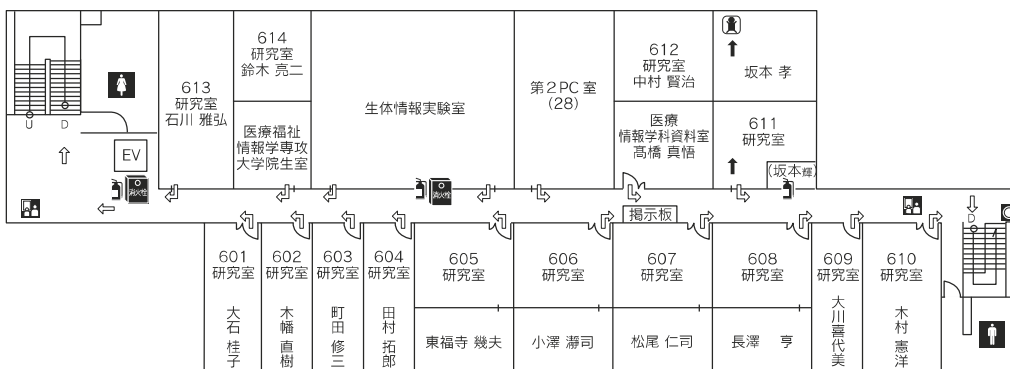 U
D
EV
消火栓
613
研究室
石川 雅弘
614
研究室
鈴木 亮二
医療福祉
情報学専攻
大学院生室
生体情報実験室
消火栓
第2PC室
(28)
612
研究室
中村 賢治
医療
情報学科資料室
髙橋 真悟
坂本 孝
611
研究室
(坂本輝)
掲示板
D
601
研究室
大石 桂子
602
研究室
木幡 直樹
603
研究室
町田 修三
604
研究室
田村 拓郎
605
研究室
東福寺 幾夫
606
研究室
小澤 瀞司
607
研究室
松尾 仁司
608
研究室
長澤 亨
609
研究室
大川喜代美
610
研究室
木村 憲洋